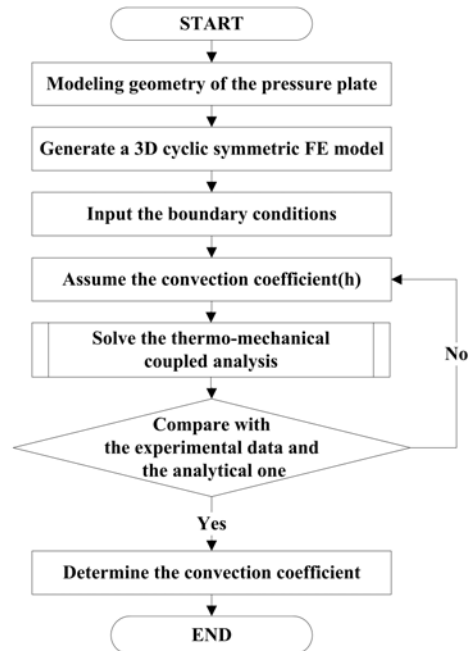 START
Modeling geometry of the pressure plate
Generate a 3D cyclic symmetric FE model
Input the boundary conditions
Assume the convection coefficient(h)
Solve the thermo-mechanical
coupled analysis
No
Compare with
the experimental data and
the analytical one
Yes
Determine the convection coefficient
END